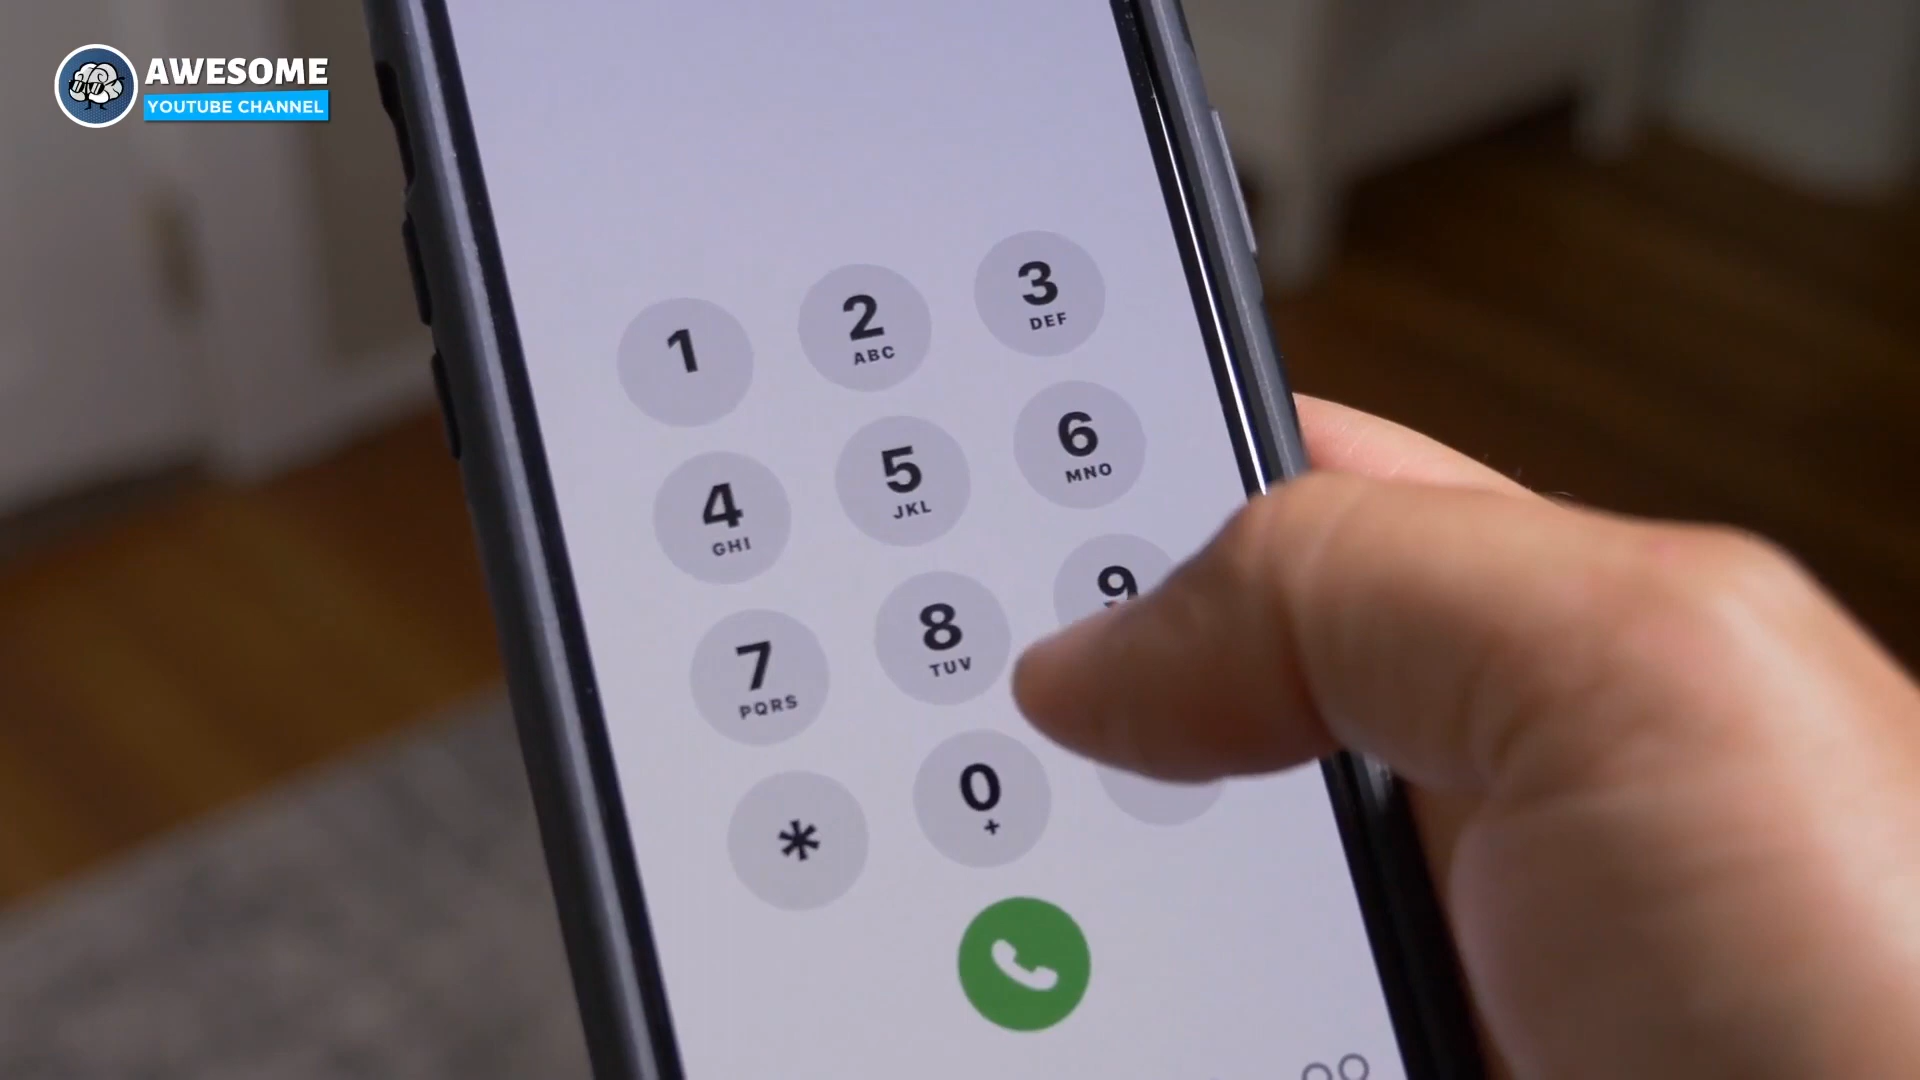 AWESOME
YOUTUBE CHANNEL
1
2
ABC
3
DEF
4
GHI
5
JKL
6
MNO
7
PQRS
8
TUV
9
*
0
+